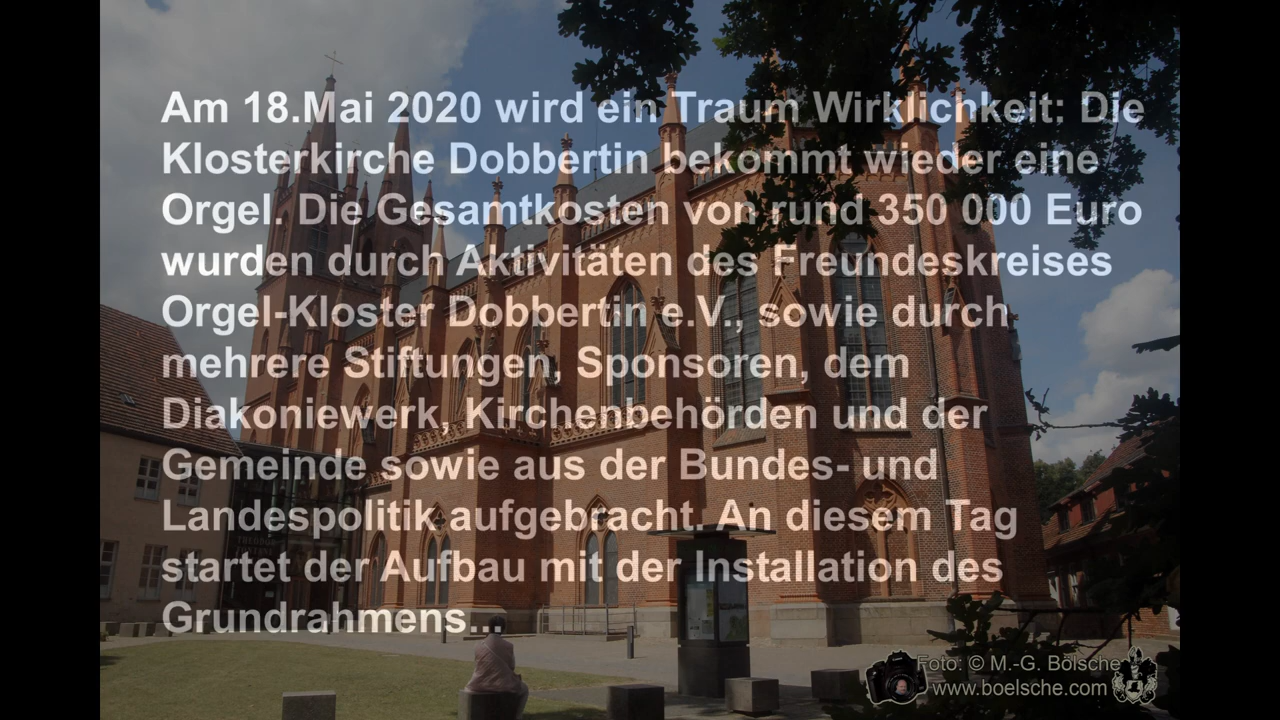 Am 18.Mai 2020 wird ein Traum Wirklichkeit: Die
Klosterkirche Dobbertin bekommt wieder eine
Orgel. Die Gesamtkosten von rund 350 000 Euro
wurden durch Aktivitäten des Freundeskreises
Orgel-Kloster Dobbertin e.V., sowie durch
mehrere Stiftungen, Sponsoren, dem
Diakoniewerk, Kirchenbehörden und der
Gemeinde sowie aus der Bundes- und
Landespolitik aufgebracht. An diesem Tag
startet der Aufbau mit der Installation des
Grundrahmens...
Foto: © M.-G. Bölsche
www.boelsche.com